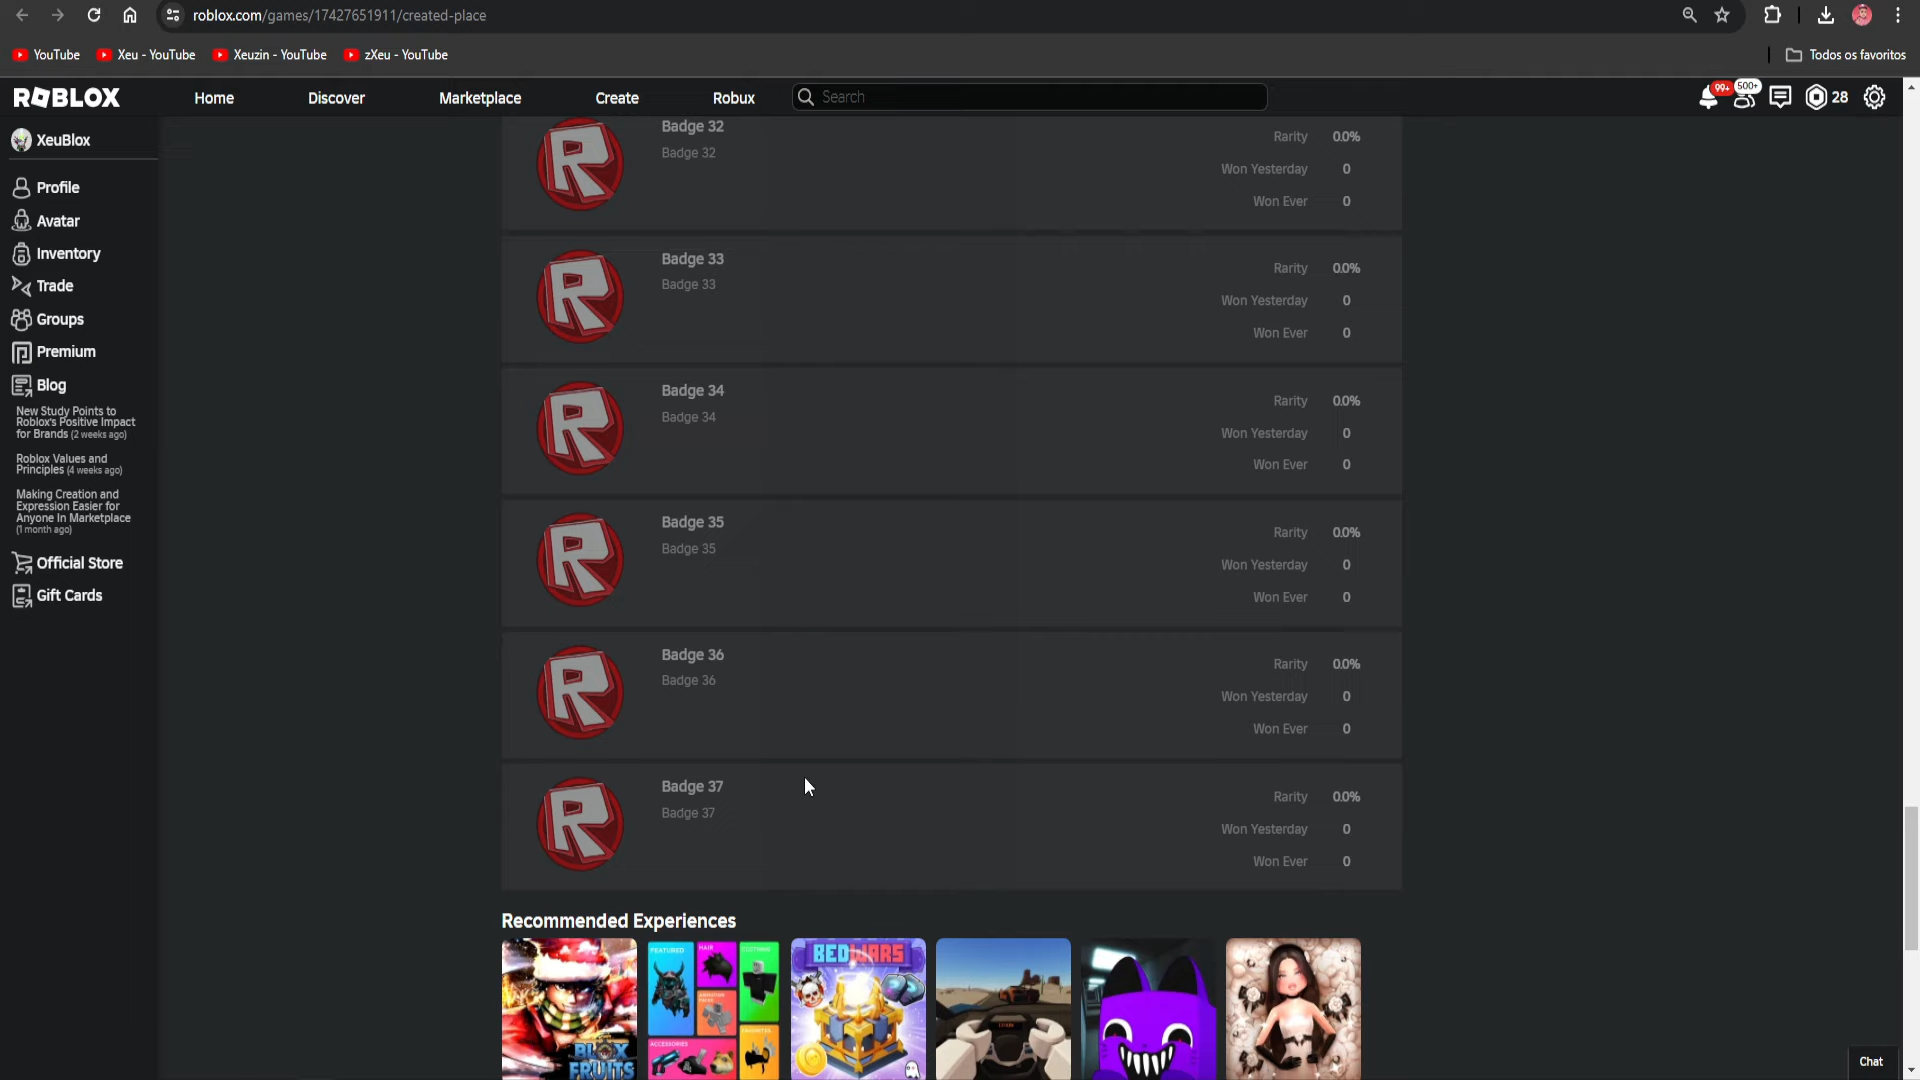 roblox.com/games/17427651911/created-place
YouTube
Xeu - YouTube
Xeuzin - YouTube
zXeu - YouTube
Todos os favoritos
ROBLOX
Home
Discover
Marketplace
Create
Robux
Search
99+
500+
28
XeuBlox
Profile
Avatar
Inventory
Trade
Groups
Premium
Blog
New Study Points to
Roblox's Positive Impact
for Brands (2 weeks ago)
Roblox Values and
Principles (4 weeks ago)
Making Creation and
Expression Easier for
Anyone In Marketplace
(1 month ago)
Official Store
Gift Cards
Badge 32
Badge 32
Rarity 0.0%
Won Yesterday 0
Won Ever 0
Badge 33
Badge 33
Rarity 0.0%
Won Yesterday 0
Won Ever 0
Badge 34
Badge 34
Rarity 0.0%
Won Yesterday 0
Won Ever 0
Badge 35
Badge 35
Rarity 0.0%
Won Yesterday 0
Won Ever 0
Badge 36
Badge 36
Rarity 0.0%
Won Yesterday 0
Won Ever 0
Badge 37
Badge 37
Rarity 0.0%
Won Yesterday 0
Won Ever 0
Recommended Experiences
BLOX
FRUITS
FEATURED
HAIR
CLOTHING
ACCESSORIES
FAVORITES
BEDWARS
Chat